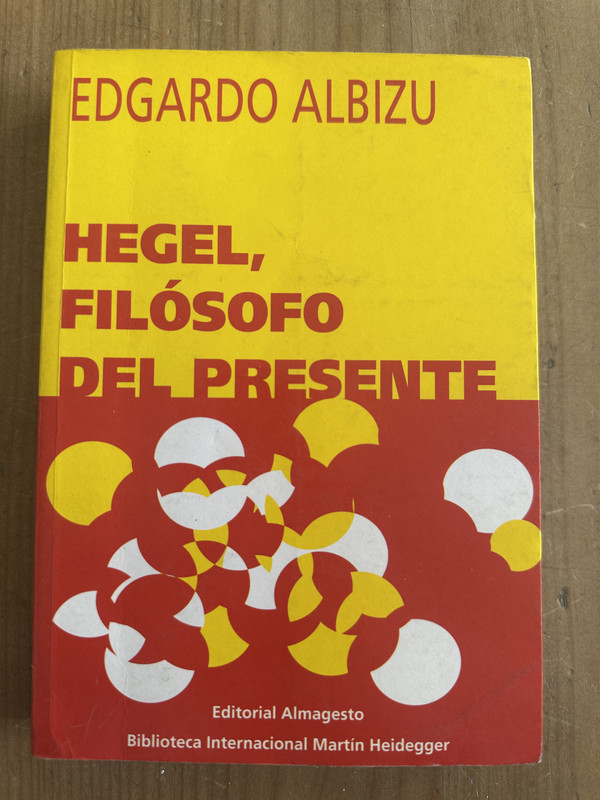 EDGARDO ALBIZU
HEGEL,
FILÓSOFO
DEL PRESENTE
Editorial Almagesto
Biblioteca Internacional Martín Heidegger